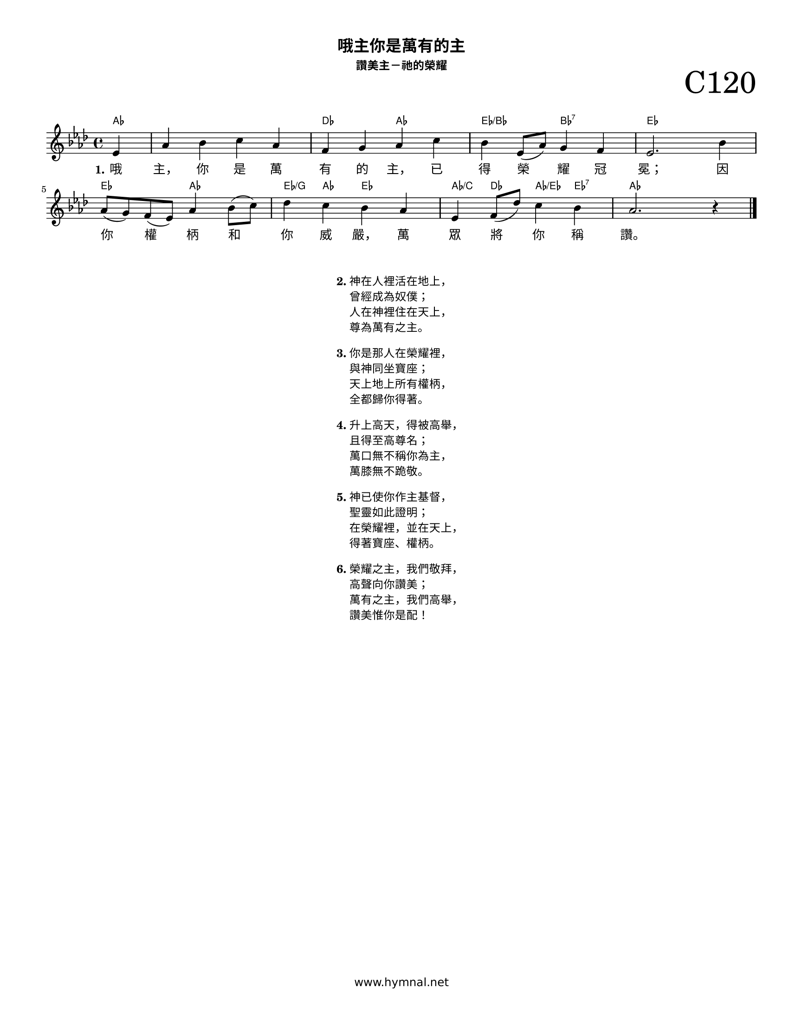 哦主你是萬有的主
讚美主－祂的榮耀
C120
A♭ D♭ A♭ E♭/B♭ B♭7 E♭
1. 哦 主， 你 是 萬 有 的 主， 已 得 榮 耀 冠 冕； 因
5 E♭ A♭ E♭/G A♭ E♭ A♭/C D♭ A♭/E♭ E♭7 A♭
你 權 柄 和 你 威 嚴， 萬 眾 將 你 稱 讚。
2. 神在人裡活在地上，
曾經成為奴僕；
人在神裡住在天上，
尊為萬有之主。
3. 你是那人在榮耀裡，
與神同坐寶座；
天上地上所有權柄，
全都歸你得著。
4. 升上高天，得被高舉，
且得至高尊名；
萬口無不稱你為主，
萬膝無不跪敬。
5. 神已使你作主基督，
聖靈如此證明；
在榮耀裡，並在天上，
得著寶座、權柄。
6. 榮耀之主，我們敬拜，
高聲向你讚美；
萬有之主，我們高舉，
讚美惟你是配！
www.hymnal.net